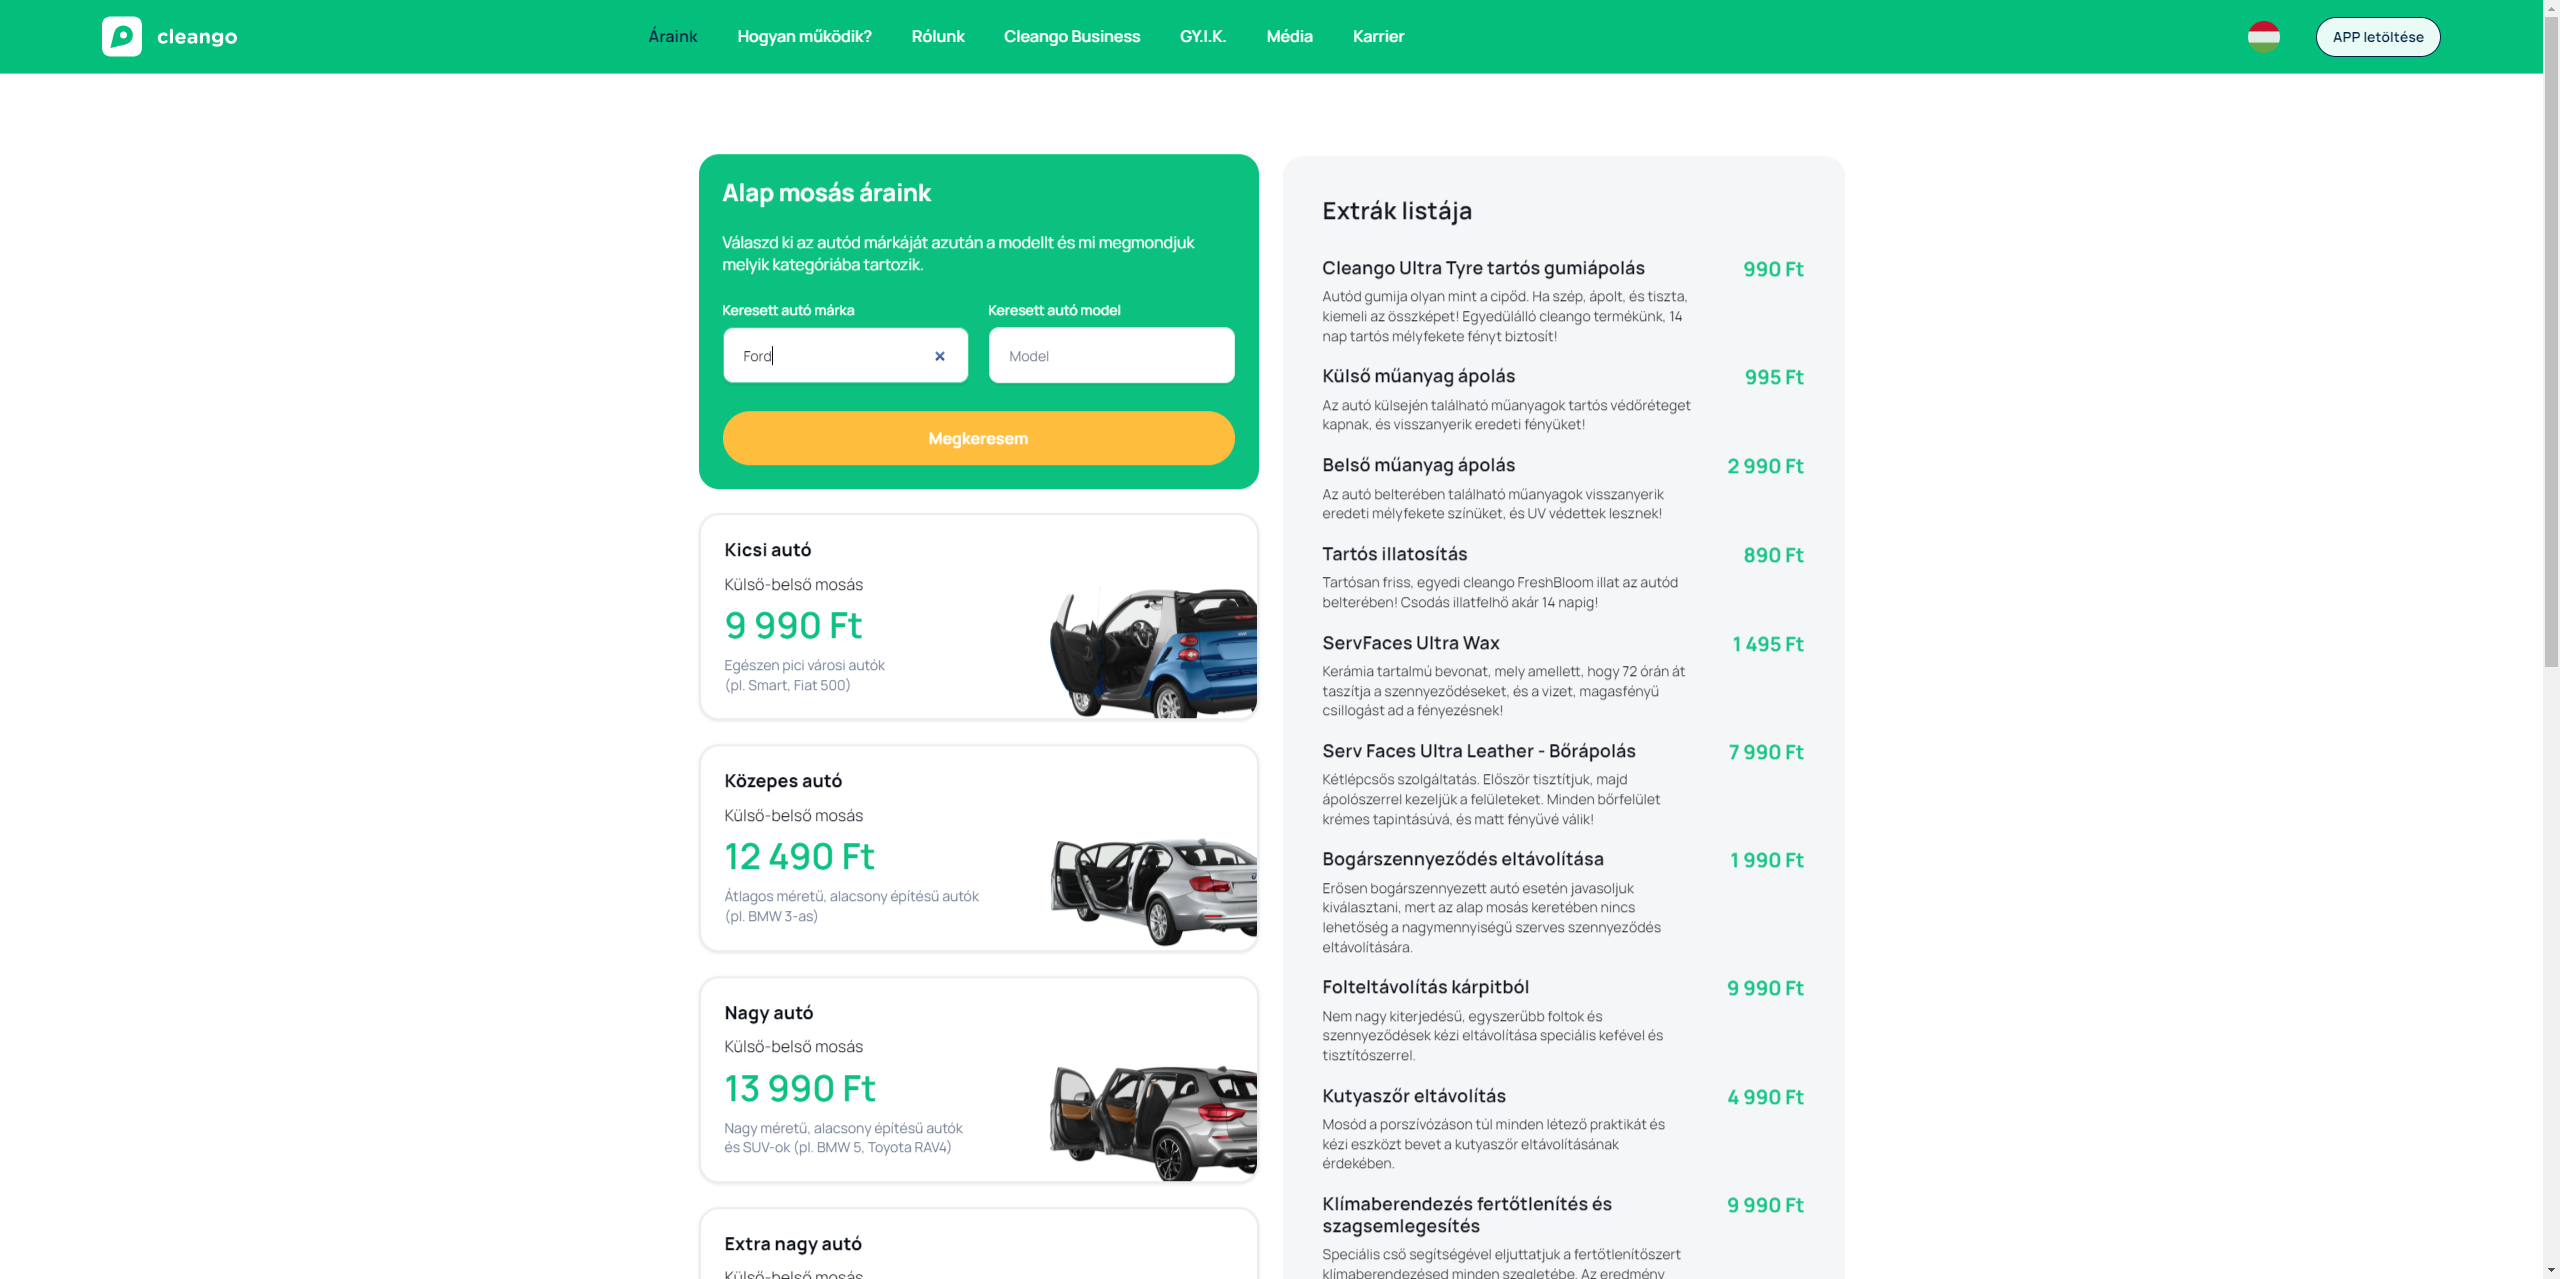 cleango
Áraink
Hogyan működik?
Rólunk
Cleango Business
GY.I.K.
Média
Karrier
APP letöltése
Alap mosás áraink
Válaszd ki az autód márkáját azután a modellt és mi megmondjuk
melyik kategóriába tartozik.
Keresett autó márka
Keresett autó model
Ford
Model
Megkeresem
Kicsi autó
Külső-belső mosás
9 990 Ft
Egészen pici városi autók
(pl. Smart, Fiat 500)
Közepes autó
Külső-belső mosás
12 490 Ft
Átlagos méretű, alacsony építésű autók
(pl. BMW 3-as)
Nagy autó
Külső-belső mosás
13 990 Ft
Nagy méretű, alacsony építésű autók
és SUV-ok (pl. BMW 5, Toyota RAV4)
Extra nagy autó
Külső-belső mosás
Extrák listája
Cleango Ultra Tyre tartós gumiápolás
990 Ft
Autód gumija olyan mint a cipőd. Ha szép, ápolt, és tiszta,
kiemeli az összképet! Egyedülálló cleango termékünk, 14
nap tartós mélyfekete fényt biztosít!
Külső műanyag ápolás
995 Ft
Az autó külsején található műanyagok tartós védőréteget
kapnak, és visszanyerik eredeti fényüket!
Belső műanyag ápolás
2 990 Ft
Az autó belterében található műanyagok visszanyerik
eredeti mélyfekete színüket, és UV védettek lesznek!
Tartós illatosítás
890 Ft
Tartósan friss, egyedi cleango FreshBloom illat az autód
belterében! Csodás illatfelhő akár 14 napig!
ServFaces Ultra Wax
1 495 Ft
Kerámia tartalmú bevonat, mely amellett, hogy 72 órán át
taszítja a szennyeződéseket, és a vizet, magasfényű
csillogást ad a fényezésnek!
Serv Faces Ultra Leather - Bőrápolás
7 990 Ft
Kétlépcsős szolgáltatás. Először tisztítjuk, majd
ápolószerrel kezeljük a felületeket. Minden bőrfelület
krémes tapintásúvá, és matt fényűvé válik!
Bogárszennyeződés eltávolítása
1 990 Ft
Erősen bogárszennyezett autó esetén javasoljuk
kiválasztani, mert az alap mosás keretében nincs
lehetőség a nagymennyiségű szerves szennyeződés
eltávolítására.
Folteltávolítás kárpitból
9 990 Ft
Nem nagy kiterjedésű, egyszerűbb foltok és
szennyeződések kézi eltávolítása speciális kefével és
tisztítószerrel.
Kutyaszőr eltávolítás
4 990 Ft
Mosód a porszívózáson túl minden létező praktikát és
kézi eszközt bevet a kutyaszőr eltávolításának
érdekében.
Klímaberendezés fertőtlenítés és
szagsemlegesítés
9 990 Ft
Speciális cső segítségével eljuttatjuk a fertőtlenítőszert
klímaberendezésed minden szegletébe. Az eredmény